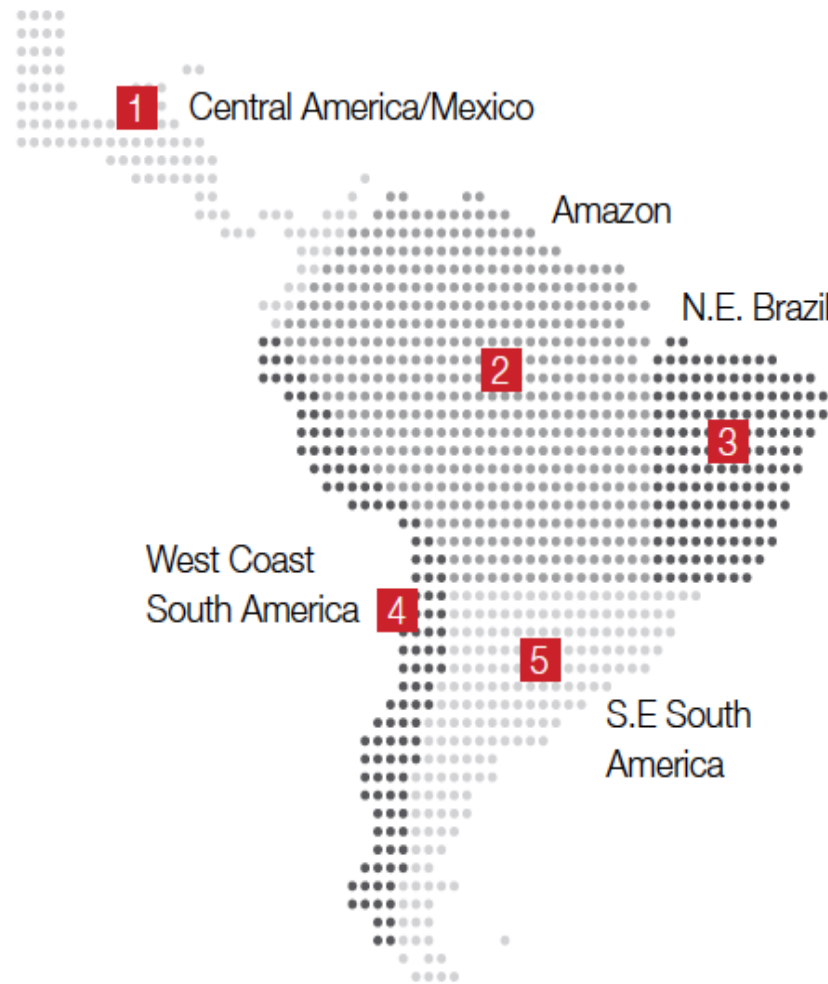 1 Central America/Mexico
Amazon
N.E. Brazil
2
3
West Coast
South America 4
5
S.E South
America